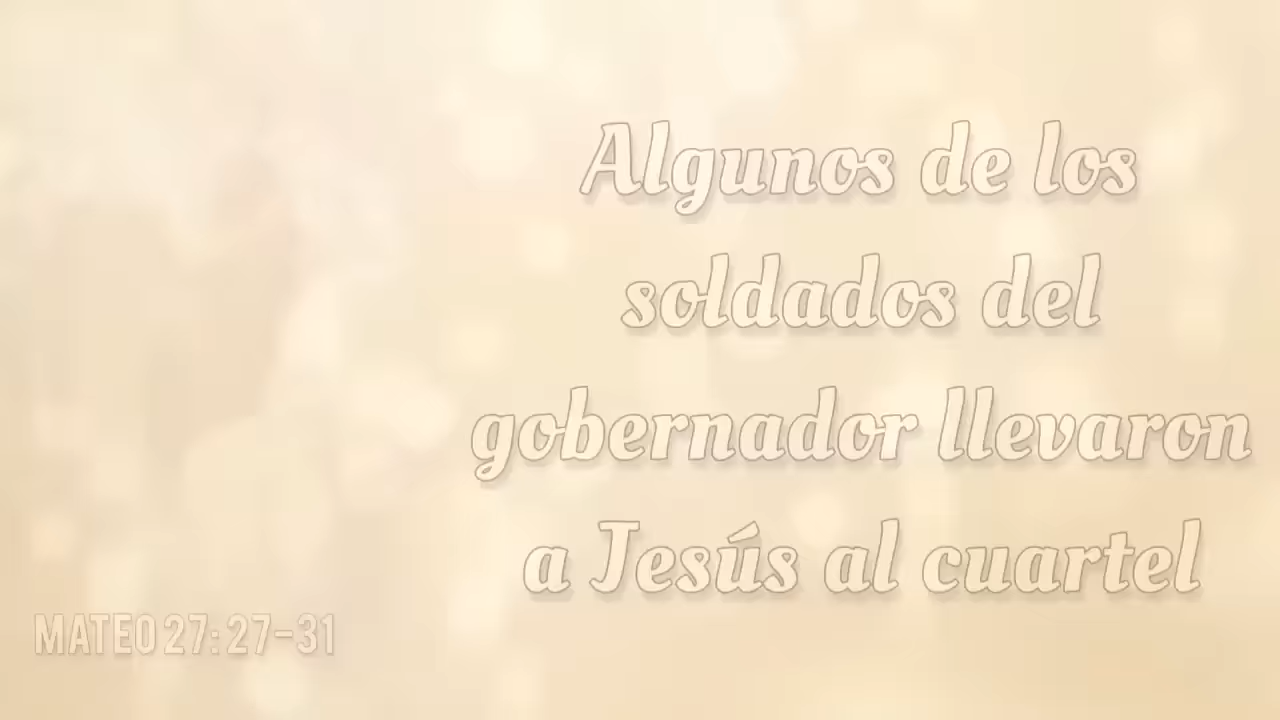 Algunos de los
soldados del
gobernador llevaron
a Jesús al cuartel
MATEO 27:27-31